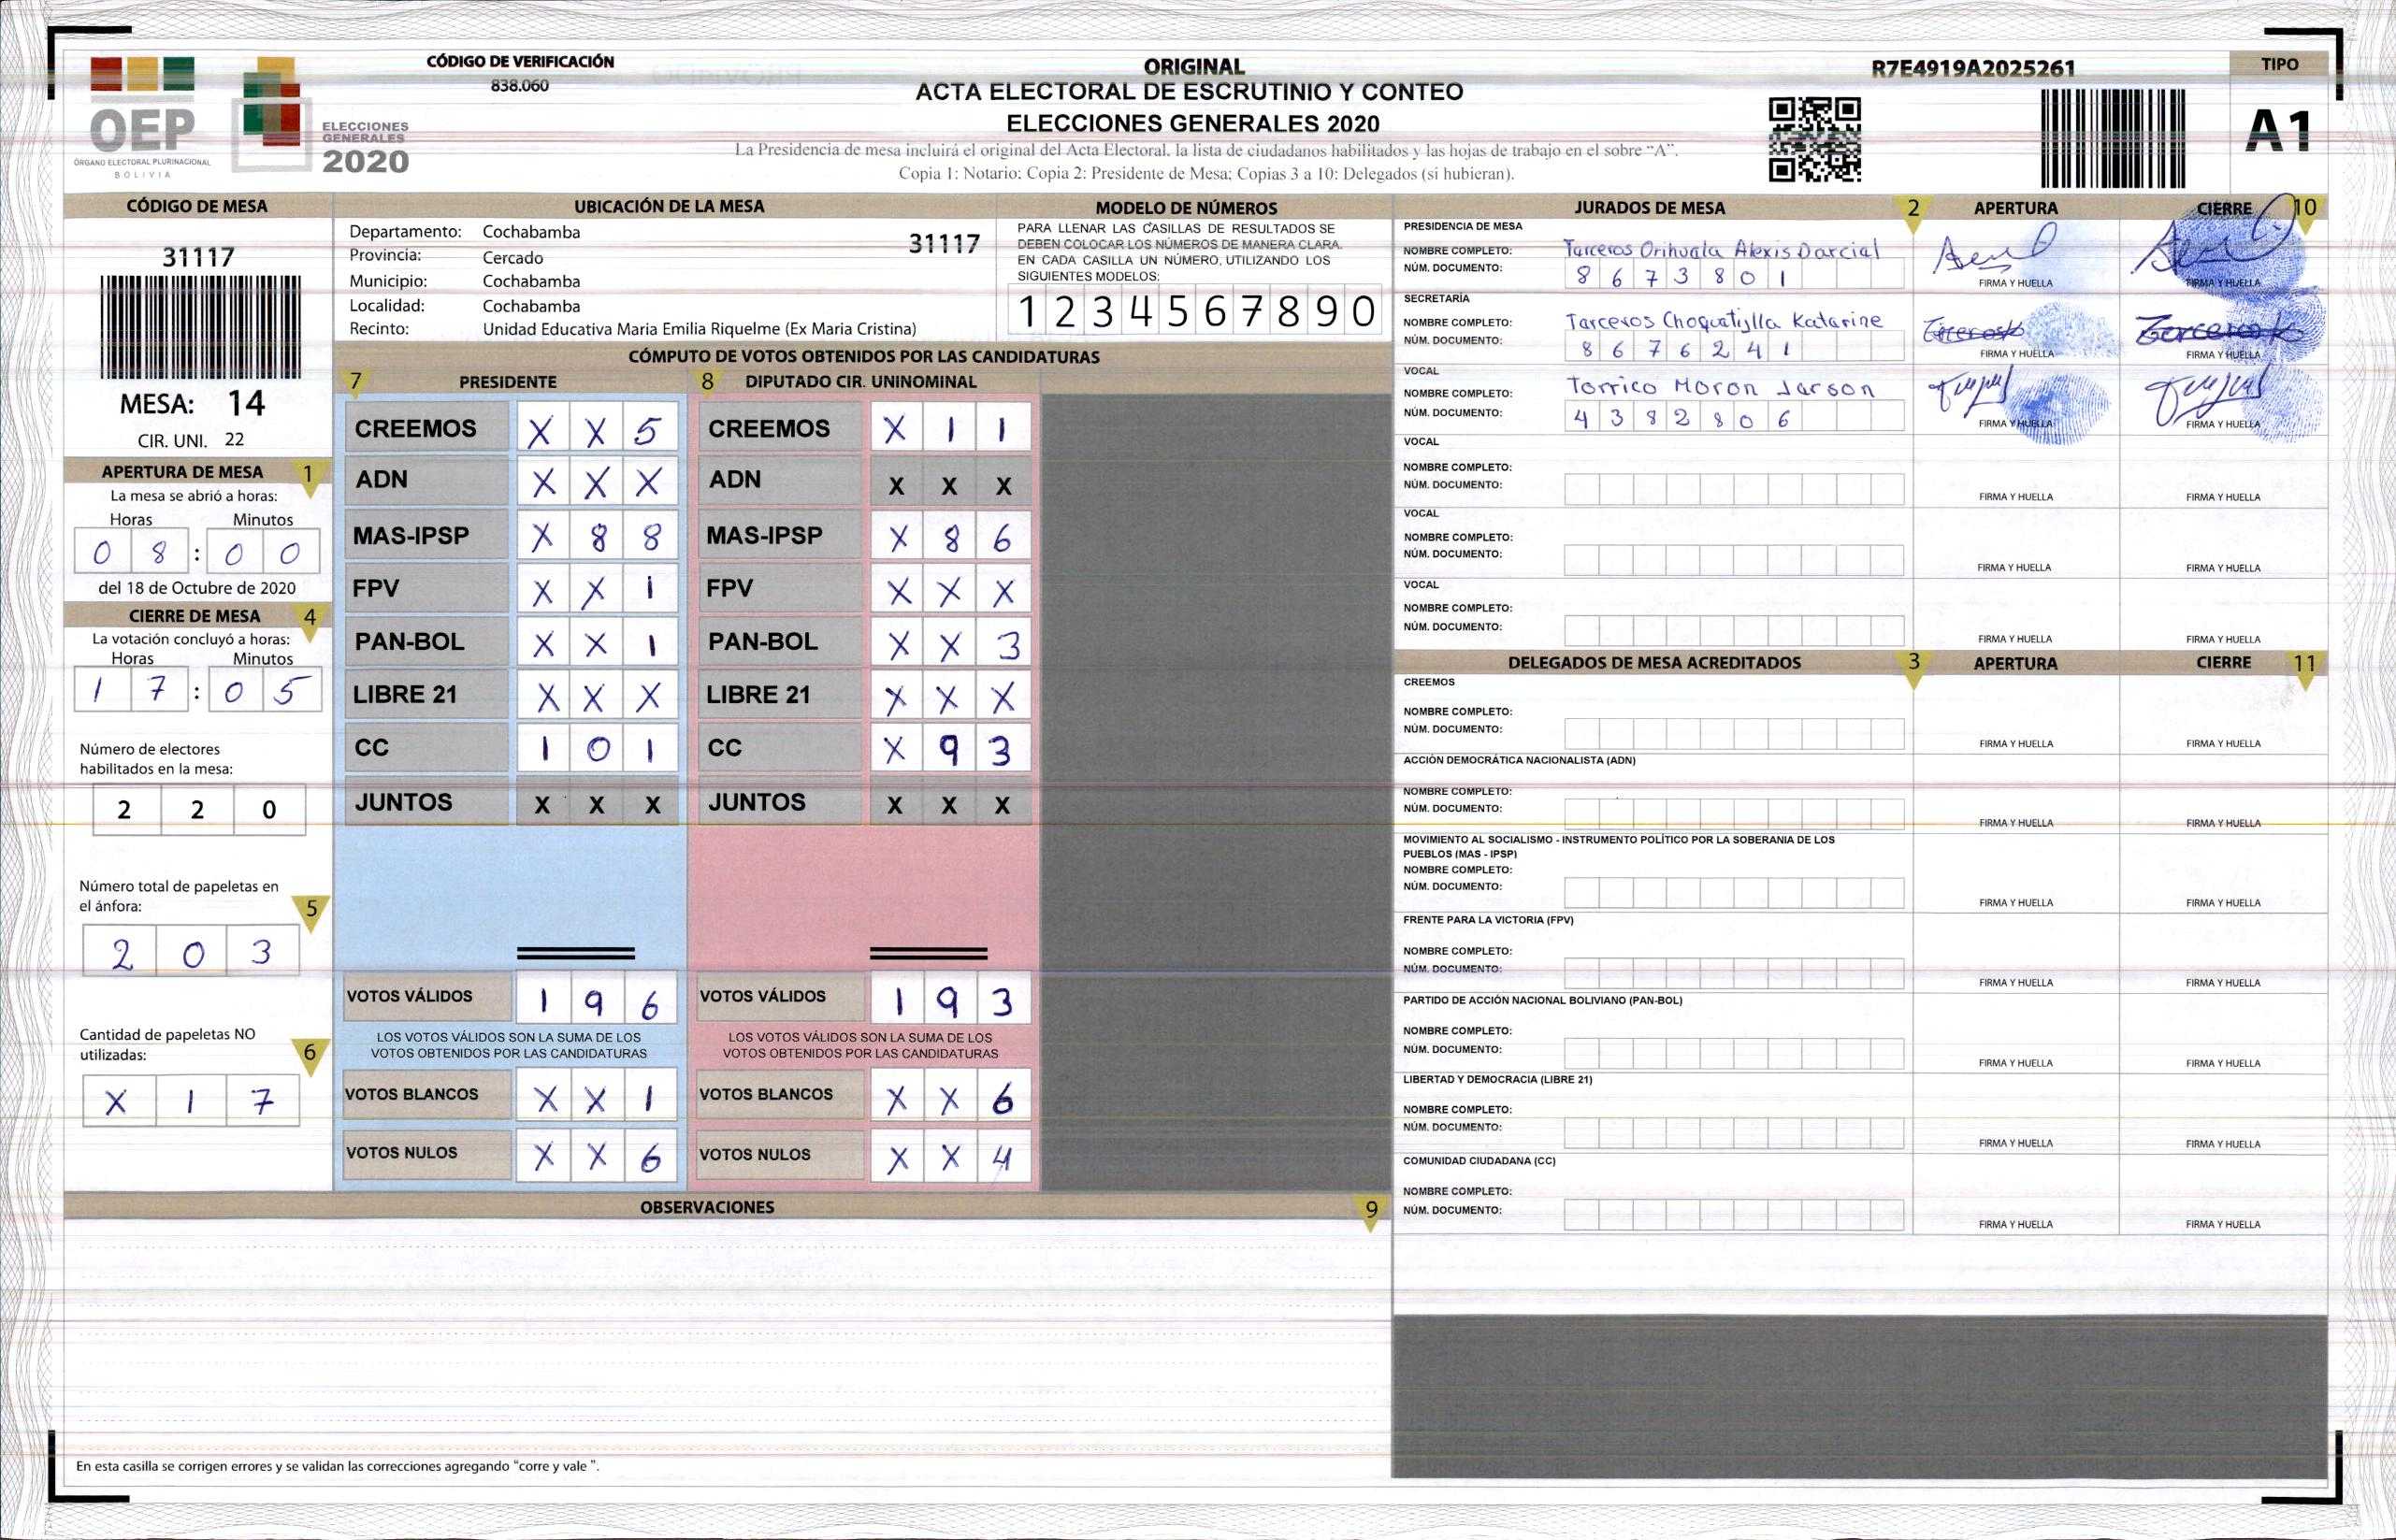 CÓDIGO DE VERIFICACIÓN
838.060
ORIGINAL
ACTA ELECTORAL DE ESCRUTINIO Y CONTEO
ELECCIONES GENERALES 2020
La Presidencia de mesa incluirá el original del Acta Electoral, la lista de ciudadanos habilitados y las hojas de trabajo en el sobre “A”.
Copia 1: Notario; Copia 2: Presidente de Mesa; Copias 3 a 10: Delegados (si hubieran).
R7E4919A2025261
TIPO
A1
OEP
ÓRGANO ELECTORAL PLURINACIONAL
BOLIVIA
ELECCIONES
GENERALES
2020
CÓDIGO DE MESA
31117
MESA: 14
CIR. UNI. 22
APERTURA DE MESA 1
La mesa se abrió a horas:
Horas Minutos
0 8 : 0 0
del 18 de Octubre de 2020
CIERRE DE MESA 4
La votación concluyó a horas:
Horas Minutos
1 7 : 0 5
Número de electores
habilitados en la mesa:
2 2 0
Número total de papeletas en
el ánfora: 5
2 0 3
Cantidad de papeletas NO
utilizadas: 6
X 1 7
UBICACIÓN DE LA MESA
Departamento: Cochabamba 31117
Provincia: Cercado
Municipio: Cochabamba
Localidad: Cochabamba
Recinto: Unidad Educativa Maria Emilia Riquelme (Ex Maria Cristina)
MODELO DE NÚMEROS
PARA LLENAR LAS CASILLAS DE RESULTADOS SE
DEBEN COLOCAR LOS NÚMEROS DE MANERA CLARA.
EN CADA CASILLA UN NÚMERO, UTILIZANDO LOS
SIGUIENTES MODELOS:
1 2 3 4 5 6 7 8 9 0
CÓMPUTO DE VOTOS OBTENIDOS POR LAS CANDIDATURAS
7 PRESIDENTE 8 DIPUTADO CIR. UNINOMINAL
CREEMOS X X 5 CREEMOS X 1 1
ADN X X X ADN X X X
MAS-IPSP X 8 8 MAS-IPSP X 8 6
FPV X X 1 FPV X X X
PAN-BOL X X 1 PAN-BOL X X 3
LIBRE 21 X X X LIBRE 21 X X X
CC 1 0 1 CC X 9 3
JUNTOS X X X JUNTOS X X X
VOTOS VÁLIDOS 1 9 6 VOTOS VÁLIDOS 1 9 3
LOS VOTOS VÁLIDOS SON LA SUMA DE LOS LOS VOTOS VÁLIDOS SON LA SUMA DE LOS
VOTOS OBTENIDOS POR LAS CANDIDATURAS VOTOS OBTENIDOS POR LAS CANDIDATURAS
VOTOS BLANCOS X X 1 VOTOS BLANCOS X X 6
VOTOS NULOS X X 6 VOTOS NULOS X X 4
OBSERVACIONES 9
En esta casilla se corrigen errores y se validan las correcciones agregando “corre y vale ”.
JURADOS DE MESA 2 APERTURA CIERRE 10
PRESIDENCIA DE MESA
NOMBRE COMPLETO: Tarceros Orihuala Alexis Darcial
NÚM. DOCUMENTO: 8 6 7 3 8 0 1 FIRMA Y HUELLA FIRMA Y HUELLA
SECRETARÍA
NOMBRE COMPLETO: Tarceros Choquatijlla Katarine
NÚM. DOCUMENTO: 8 6 7 6 2 4 1 FIRMA Y HUELLA FIRMA Y HUELLA
VOCAL
NOMBRE COMPLETO: Torrico Moron Jarson
NÚM. DOCUMENTO: 4 3 8 2 8 0 6 FIRMA Y HUELLA FIRMA Y HUELLA
VOCAL
NOMBRE COMPLETO:
NÚM. DOCUMENTO: FIRMA Y HUELLA FIRMA Y HUELLA
VOCAL
NOMBRE COMPLETO:
NÚM. DOCUMENTO: FIRMA Y HUELLA FIRMA Y HUELLA
VOCAL
NOMBRE COMPLETO:
NÚM. DOCUMENTO: FIRMA Y HUELLA FIRMA Y HUELLA
DELEGADOS DE MESA ACREDITADOS 3 APERTURA CIERRE 11
CREEMOS
NOMBRE COMPLETO:
NÚM. DOCUMENTO: FIRMA Y HUELLA FIRMA Y HUELLA
ACCIÓN DEMOCRÁTICA NACIONALISTA (ADN)
NOMBRE COMPLETO:
NÚM. DOCUMENTO: FIRMA Y HUELLA FIRMA Y HUELLA
MOVIMIENTO AL SOCIALISMO - INSTRUMENTO POLÍTICO POR LA SOBERANIA DE LOS
PUEBLOS (MAS - IPSP)
NOMBRE COMPLETO:
NÚM. DOCUMENTO: FIRMA Y HUELLA FIRMA Y HUELLA
FRENTE PARA LA VICTORIA (FPV)
NOMBRE COMPLETO:
NÚM. DOCUMENTO: FIRMA Y HUELLA FIRMA Y HUELLA
PARTIDO DE ACCIÓN NACIONAL BOLIVIANO (PAN-BOL)
NOMBRE COMPLETO:
NÚM. DOCUMENTO: FIRMA Y HUELLA FIRMA Y HUELLA
LIBERTAD Y DEMOCRACIA (LIBRE 21)
NOMBRE COMPLETO:
NÚM. DOCUMENTO: FIRMA Y HUELLA FIRMA Y HUELLA
COMUNIDAD CIUDADANA (CC)
NOMBRE COMPLETO:
NÚM. DOCUMENTO: FIRMA Y HUELLA FIRMA Y HUELLA